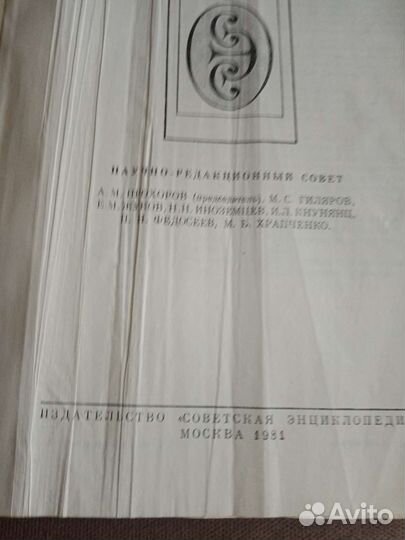 НАУЧНО-РЕДАКЦИОННЫЙ СОВЕТ
А. М. ПРОХОРОВ (председатель), М. С. ГИЛЯРОВ,
Е. М. ЖУКОВ, Н. Н. ИНОЗЕМЦЕВ, И. Л. КНУНЯНЦ,
П. Н. ФЕДОСЕЕВ, М. Б. ХРАПЧЕНКО.
ИЗДАТЕЛЬСТВО «СОВЕТСКАЯ ЭНЦИКЛОПЕДИ
МОСКВА 1981
Avito